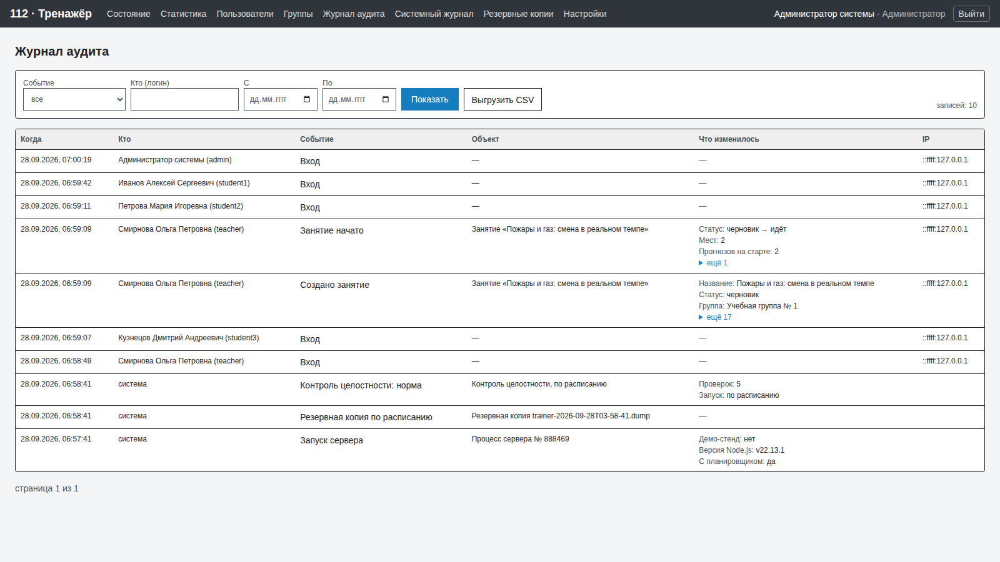 112 · Тренажёр Состояние Статистика Пользователи Группы Журнал аудита Системный журнал Резервные копии Настройки Администратор системы · Администратор Выйти
Журнал аудита
Событие Кто (логин) С По
все дд.мм.гггг дд.мм.гггг Показать Выгрузить CSV записей: 10
Когда Кто Событие Объект Что изменилось IP
28.09.2026, 07:00:19 Администратор системы (admin) Вход — — ::ffff:127.0.0.1
28.09.2026, 06:59:42 Иванов Алексей Сергеевич (student1) Вход — — ::ffff:127.0.0.1
28.09.2026, 06:59:11 Петрова Мария Игоревна (student2) Вход — — ::ffff:127.0.0.1
28.09.2026, 06:59:09 Смирнова Ольга Петровна (teacher) Занятие начато Занятие «Пожары и газ: смена в реальном темпе» Статус: черновик → идёт ::ffff:127.0.0.1
Мест: 2
Прогнозов на старте: 2
▶ ещё 1
28.09.2026, 06:59:09 Смирнова Ольга Петровна (teacher) Создано занятие Занятие «Пожары и газ: смена в реальном темпе» Название: Пожары и газ: смена в реальном темпе ::ffff:127.0.0.1
Статус: черновик
Группа: Учебная группа № 1
▶ ещё 17
28.09.2026, 06:59:07 Кузнецов Дмитрий Андреевич (student3) Вход — — ::ffff:127.0.0.1
28.09.2026, 06:58:49 Смирнова Ольга Петровна (teacher) Вход — — ::ffff:127.0.0.1
28.09.2026, 06:58:41 система Контроль целостности: норма Контроль целостности, по расписанию Проверок: 5
Запуск: по расписанию
28.09.2026, 06:58:41 система Резервная копия по расписанию Резервная копия trainer-2026-09-28T03-58-41.dump —
28.09.2026, 06:57:41 система Запуск сервера Процесс сервера № 888469 Демо-стенд: нет
Версия Node.js: v22.13.1
С планировщиком: да
страница 1 из 1